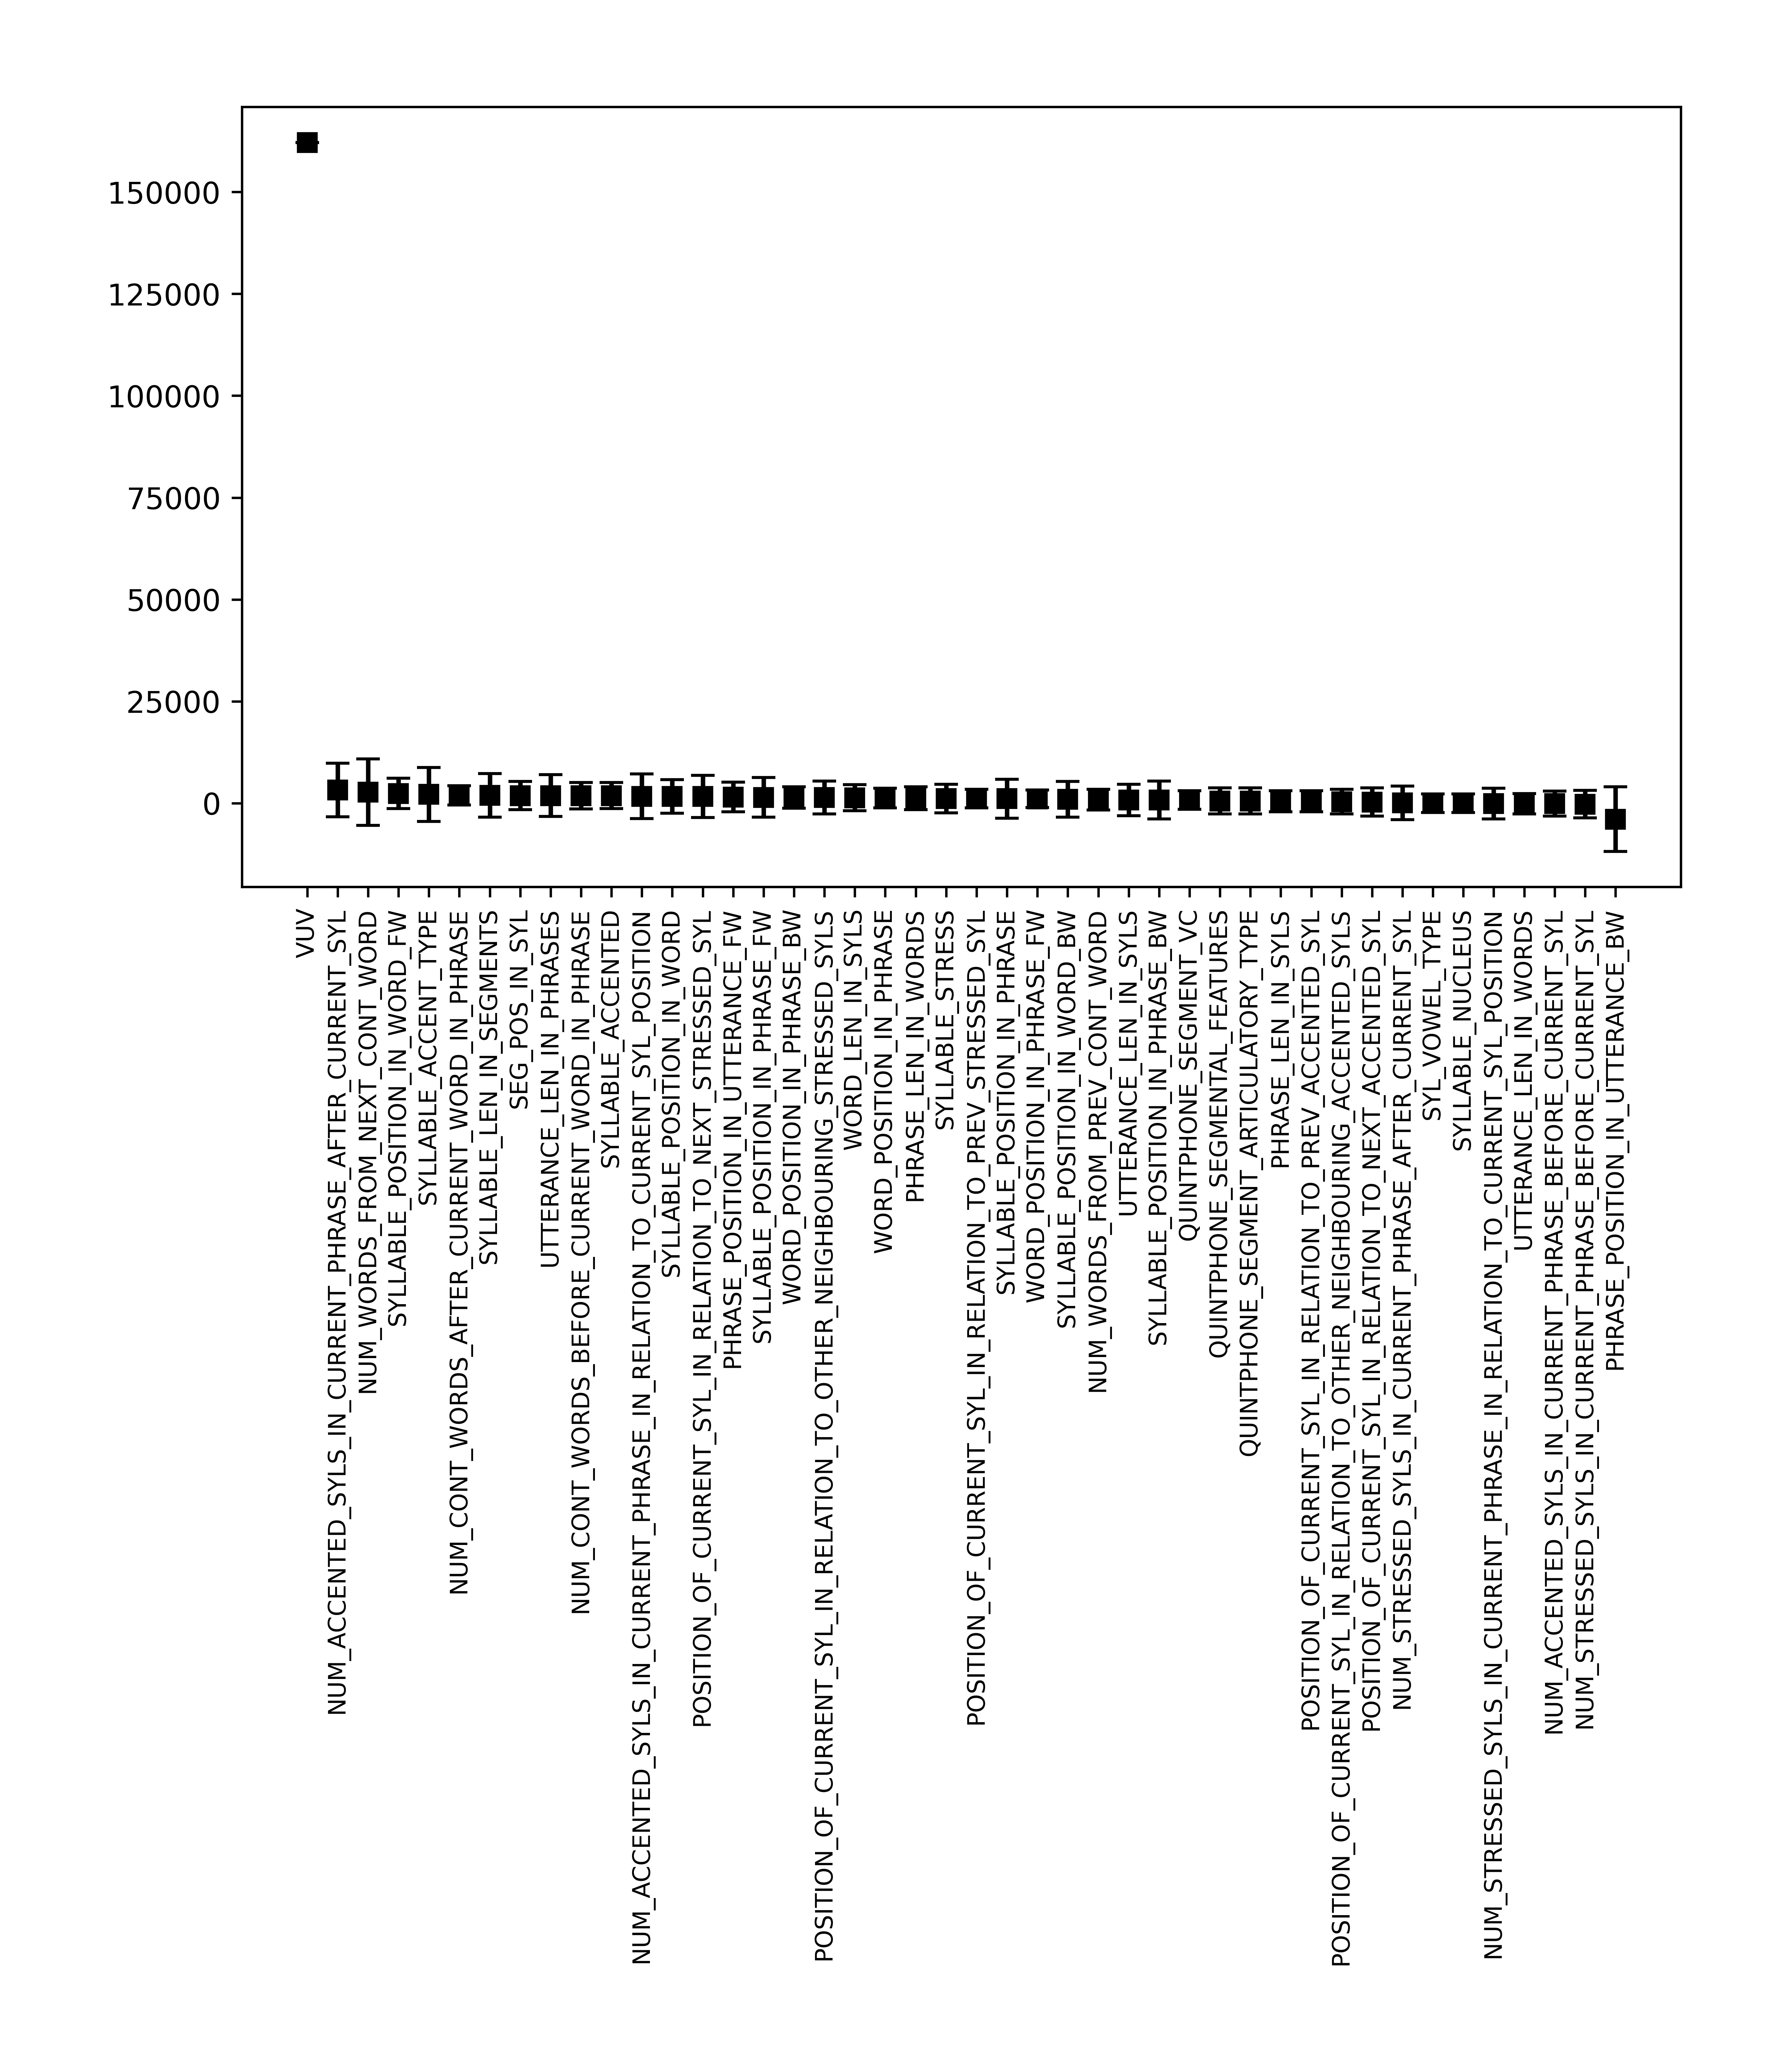 150000
125000
100000
75000
50000
25000
0
VUV
NUM_ACCENTED_SYLS_IN_CURRENT_PHRASE_AFTER_CURRENT_SYL
NUM_WORDS_FROM_NEXT_CONT_WORD
SYLLABLE_POSITION_IN_WORD_FW
SYLLABLE_ACCENT_TYPE
NUM_CONT_WORDS_AFTER_CURRENT_WORD_IN_PHRASE
SYLLABLE_LEN_IN_SEGMENTS
SEG_POS_IN_SYL
UTTERANCE_LEN_IN_PHRASES
NUM_CONT_WORDS_BEFORE_CURRENT_WORD_IN_PHRASE
SYLLABLE_ACCENTED
NUM_ACCENTED_SYLS_IN_CURRENT_PHRASE_IN_RELATION_TO_CURRENT_SYL_POSITION
SYLLABLE_POSITION_IN_WORD
POSITION_OF_CURRENT_SYL_IN_RELATION_TO_NEXT_STRESSED_SYL
PHRASE_POSITION_IN_UTTERANCE_FW
SYLLABLE_POSITION_IN_PHRASE_FW
WORD_POSITION_IN_PHRASE_BW
POSITION_OF_CURRENT_SYL_IN_RELATION_TO_OTHER_NEIGHBOURING_STRESSED_SYLS
WORD_LEN_IN_SYLS
WORD_POSITION_IN_PHRASE
PHRASE_LEN_IN_WORDS
SYLLABLE_STRESS
POSITION_OF_CURRENT_SYL_IN_RELATION_TO_PREV_STRESSED_SYL
SYLLABLE_POSITION_IN_PHRASE
WORD_POSITION_IN_PHRASE_FW
SYLLABLE_POSITION_IN_WORD_BW
NUM_WORDS_FROM_PREV_CONT_WORD
UTTERANCE_LEN_IN_SYLS
SYLLABLE_POSITION_IN_PHRASE_BW
QUINTPHONE_SEGMENT_VC
QUINTPHONE_SEGMENTAL_FEATURES
QUINTPHONE_SEGMENT_ARTICULATORY_TYPE
PHRASE_LEN_IN_SYLS
POSITION_OF_CURRENT_SYL_IN_RELATION_TO_PREV_ACCENTED_SYL
POSITION_OF_CURRENT_SYL_IN_RELATION_TO_OTHER_NEIGHBOURING_ACCENTED_SYLS
POSITION_OF_CURRENT_SYL_IN_RELATION_TO_NEXT_ACCENTED_SYL
NUM_STRESSED_SYLS_IN_CURRENT_PHRASE_AFTER_CURRENT_SYL
SYL_VOWEL_TYPE
SYLLABLE_NUCLEUS
NUM_STRESSED_SYLS_IN_CURRENT_PHRASE_IN_RELATION_TO_CURRENT_SYL_POSITION
UTTERANCE_LEN_IN_WORDS
NUM_ACCENTED_SYLS_IN_CURRENT_PHRASE_BEFORE_CURRENT_SYL
NUM_STRESSED_SYLS_IN_CURRENT_PHRASE_BEFORE_CURRENT_SYL
PHRASE_POSITION_IN_UTTERANCE_BW